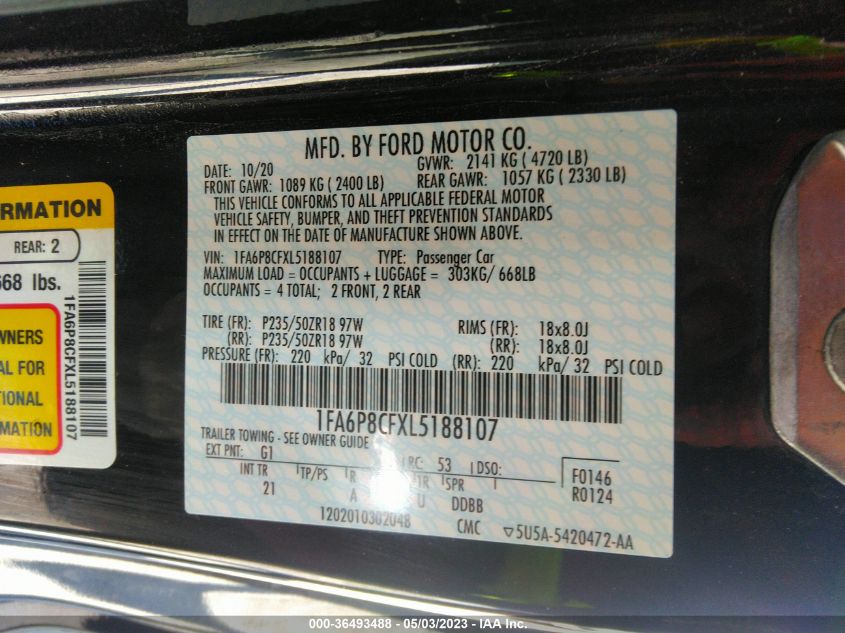 RMATION
REAR: 2
668 lbs.
WNERS
AL FOR
TIONAL
MATION
1FA6P8CFXL5188107
MFD. BY FORD MOTOR CO.
DATE: 10/20 GVWR: 2141 KG ( 4720 LB)
FRONT GAWR: 1089 KG ( 2400 LB) REAR GAWR: 1057 KG ( 2330 LB)
THIS VEHICLE CONFORMS TO ALL APPLICABLE FEDERAL MOTOR
VEHICLE SAFETY, BUMPER, AND THEFT PREVENTION STANDARDS
IN EFFECT ON THE DATE OF MANUFACTURE SHOWN ABOVE.
VIN: 1FA6P8CFXL5188107 TYPE: Passenger Car
MAXIMUM LOAD = OCCUPANTS + LUGGAGE = 303KG/ 668LB
OCCUPANTS = 4 TOTAL; 2 FRONT, 2 REAR
TIRE (FR): P235/50ZR18 97W RIMS (FR): 18x8.0J
(RR): P235/50ZR18 97W (RR): 18x8.0J
PRESSURE (FR): 220 kPa/ 32 PSI COLD (RR): 220 kPa/ 32 PSI COLD
1FA6P8CFXL5188107
TRAILER TOWING - SEE OWNER GUIDE
EXT PNT: G1 RC: 53 DSO: F0146
INT TR TP/PS R TR SPR R0124
21 A U DDBB
1202010302048 CMC ▽5U5A-5420472-AA
000-36493488 - 05/03/2023 - IAA Inc.